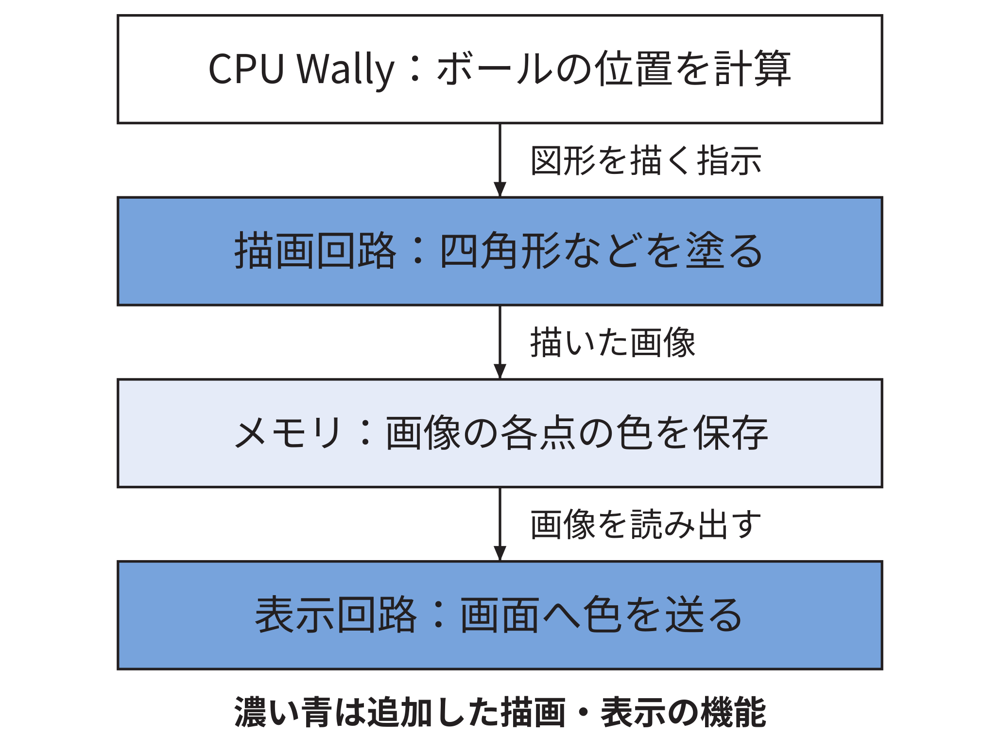 CPU Wally：ボールの位置を計算
図形を描く指示
描画回路：四角形などを塗る
描いた画像
メモリ：画像の各点の色を保存
画像を読み出す
表示回路：画面へ色を送る
濃い青は追加した描画・表示の機能